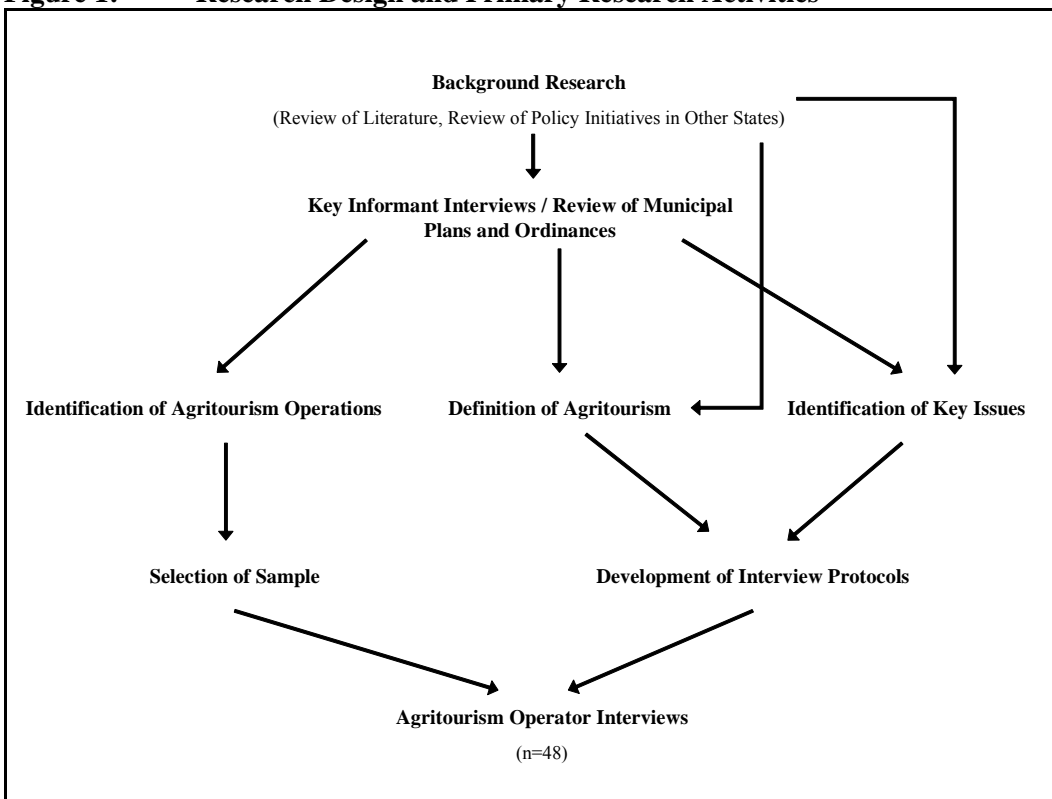 Figure 1. Research Design and Primary Research Activities
Background Research
(Review of Literature, Review of Policy Initiatives in Other States)
Key Informant Interviews / Review of Municipal
Plans and Ordinances
Identification of Agritourism Operations
Definition of Agritourism
Identification of Key Issues
Selection of Sample
Development of Interview Protocols
Agritourism Operator Interviews
(n=48)